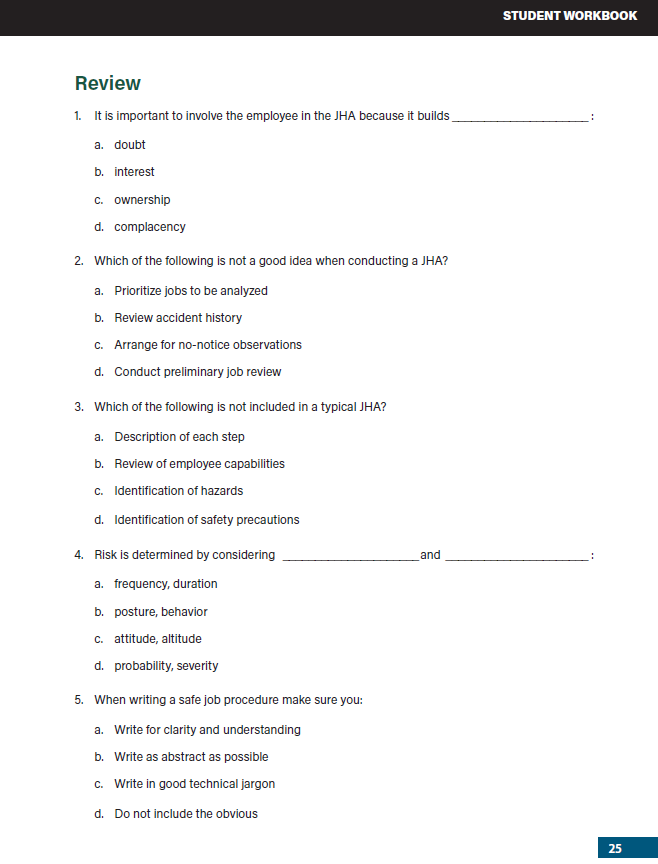 STUDENT WORKBOOK
Review
1. It is important to involve the employee in the JHA because it builds ______________________ :
a. doubt
b. interest
c. ownership
d. complacency
2. Which of the following is not a good idea when conducting a JHA?
a. Prioritize jobs to be analyzed
b. Review accident history
c. Arrange for no-notice observations
d. Conduct preliminary job review
3. Which of the following is not included in a typical JHA?
a. Description of each step
b. Review of employee capabilities
c. Identification of hazards
d. Identification of safety precautions
4. Risk is determined by considering ______________________ and ______________________ :
a. frequency, duration
b. posture, behavior
c. attitude, altitude
d. probability, severity
5. When writing a safe job procedure make sure you:
a. Write for clarity and understanding
b. Write as abstract as possible
c. Write in good technical jargon
d. Do not include the obvious
25